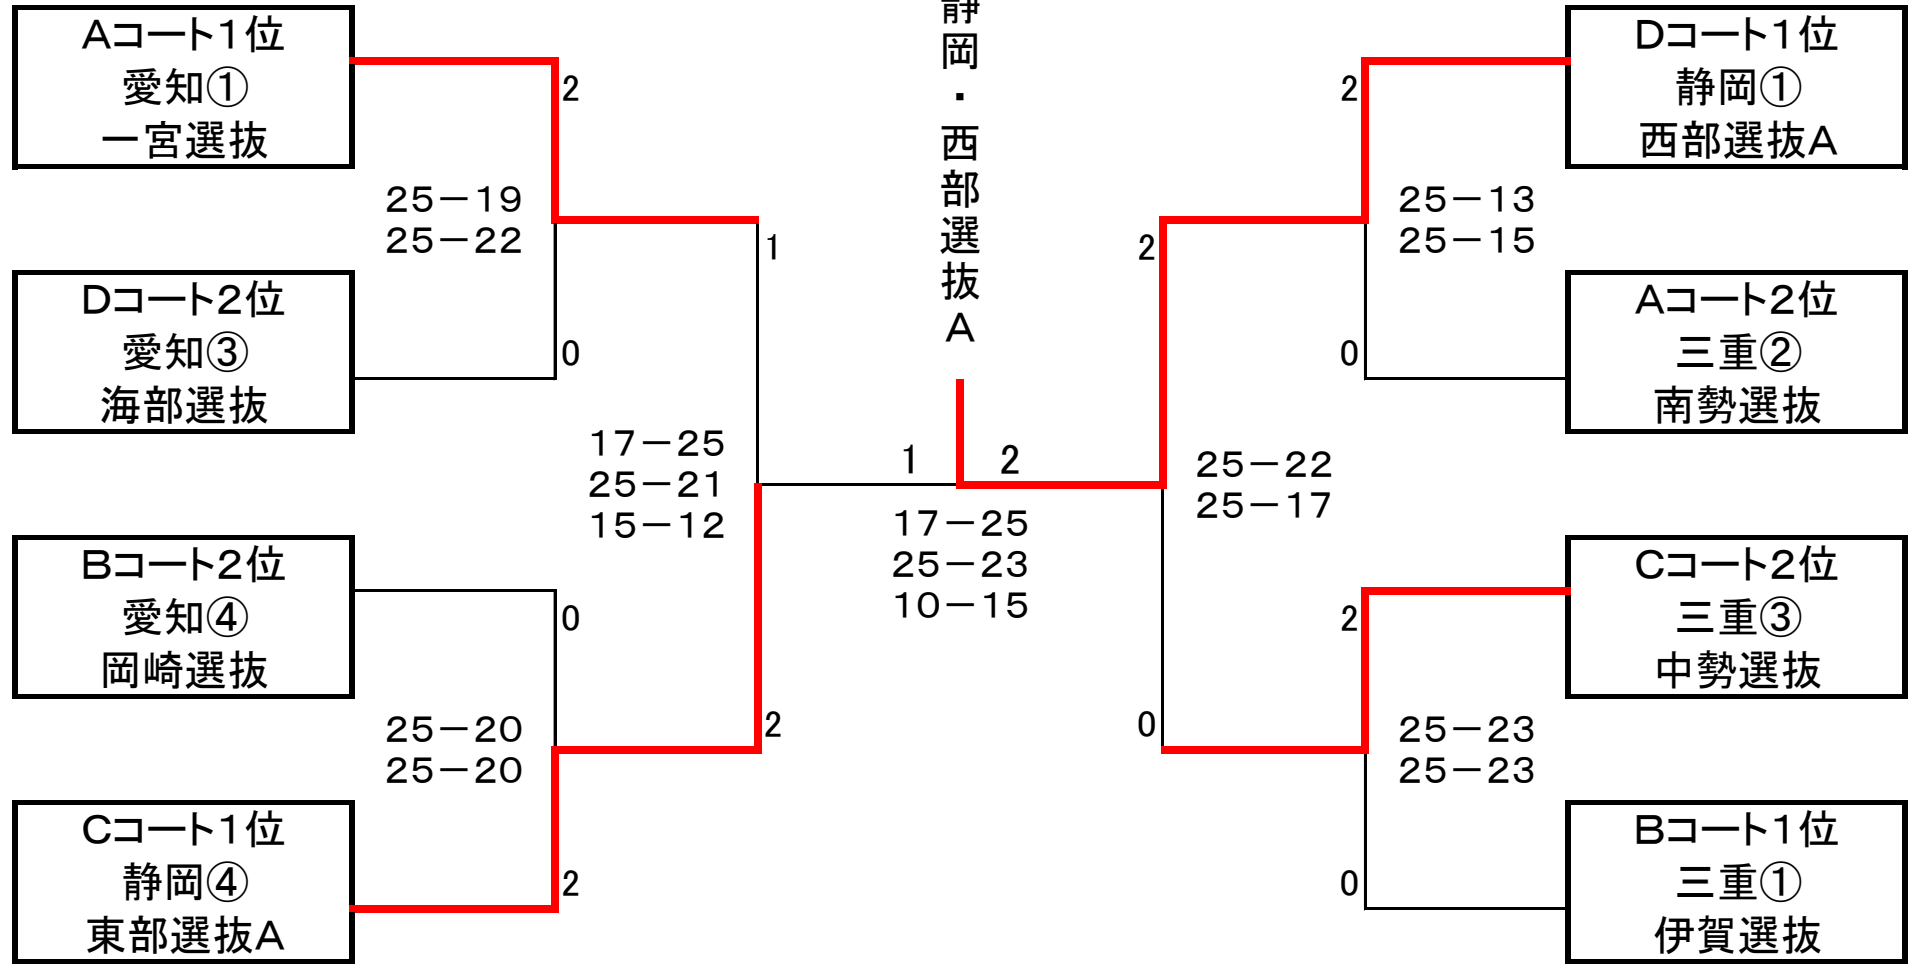 Aコート1位
愛知①
一宮選抜
2
25－19
25－22
Dコート2位
愛知③
海部選抜
0
1
17－25
25－21
15－12
Bコート2位
愛知④
岡崎選抜
0
25－20
25－20
2
Cコート1位
静岡④
東部選抜A
2
静岡・西部選抜A
1
2
17－25
25－23
10－15
Dコート1位
静岡①
西部選抜A
2
25－13
25－15
Aコート2位
三重②
南勢選抜
0
2
25－22
25－17
0
Cコート2位
三重③
中勢選抜
2
25－23
25－23
Bコート1位
三重①
伊賀選抜
0